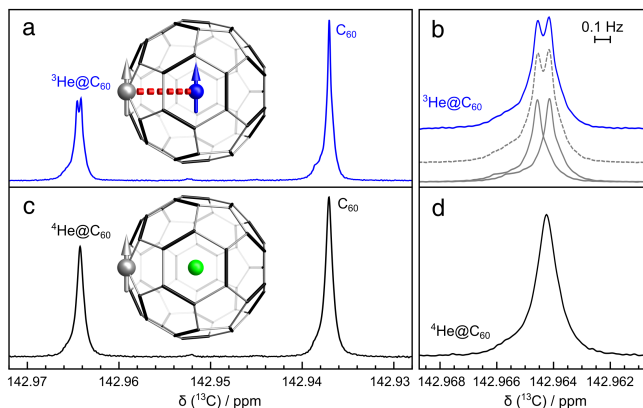 a
³He@C₆₀
C₆₀
b
0.1 Hz
³He@C₆₀
c
⁴He@C₆₀
C₆₀
d
⁴He@C₆₀
142.97 142.96 142.95 142.94 142.93
δ (¹³C) / ppm
142.968 142.966 142.964 142.962
δ (¹³C) / ppm